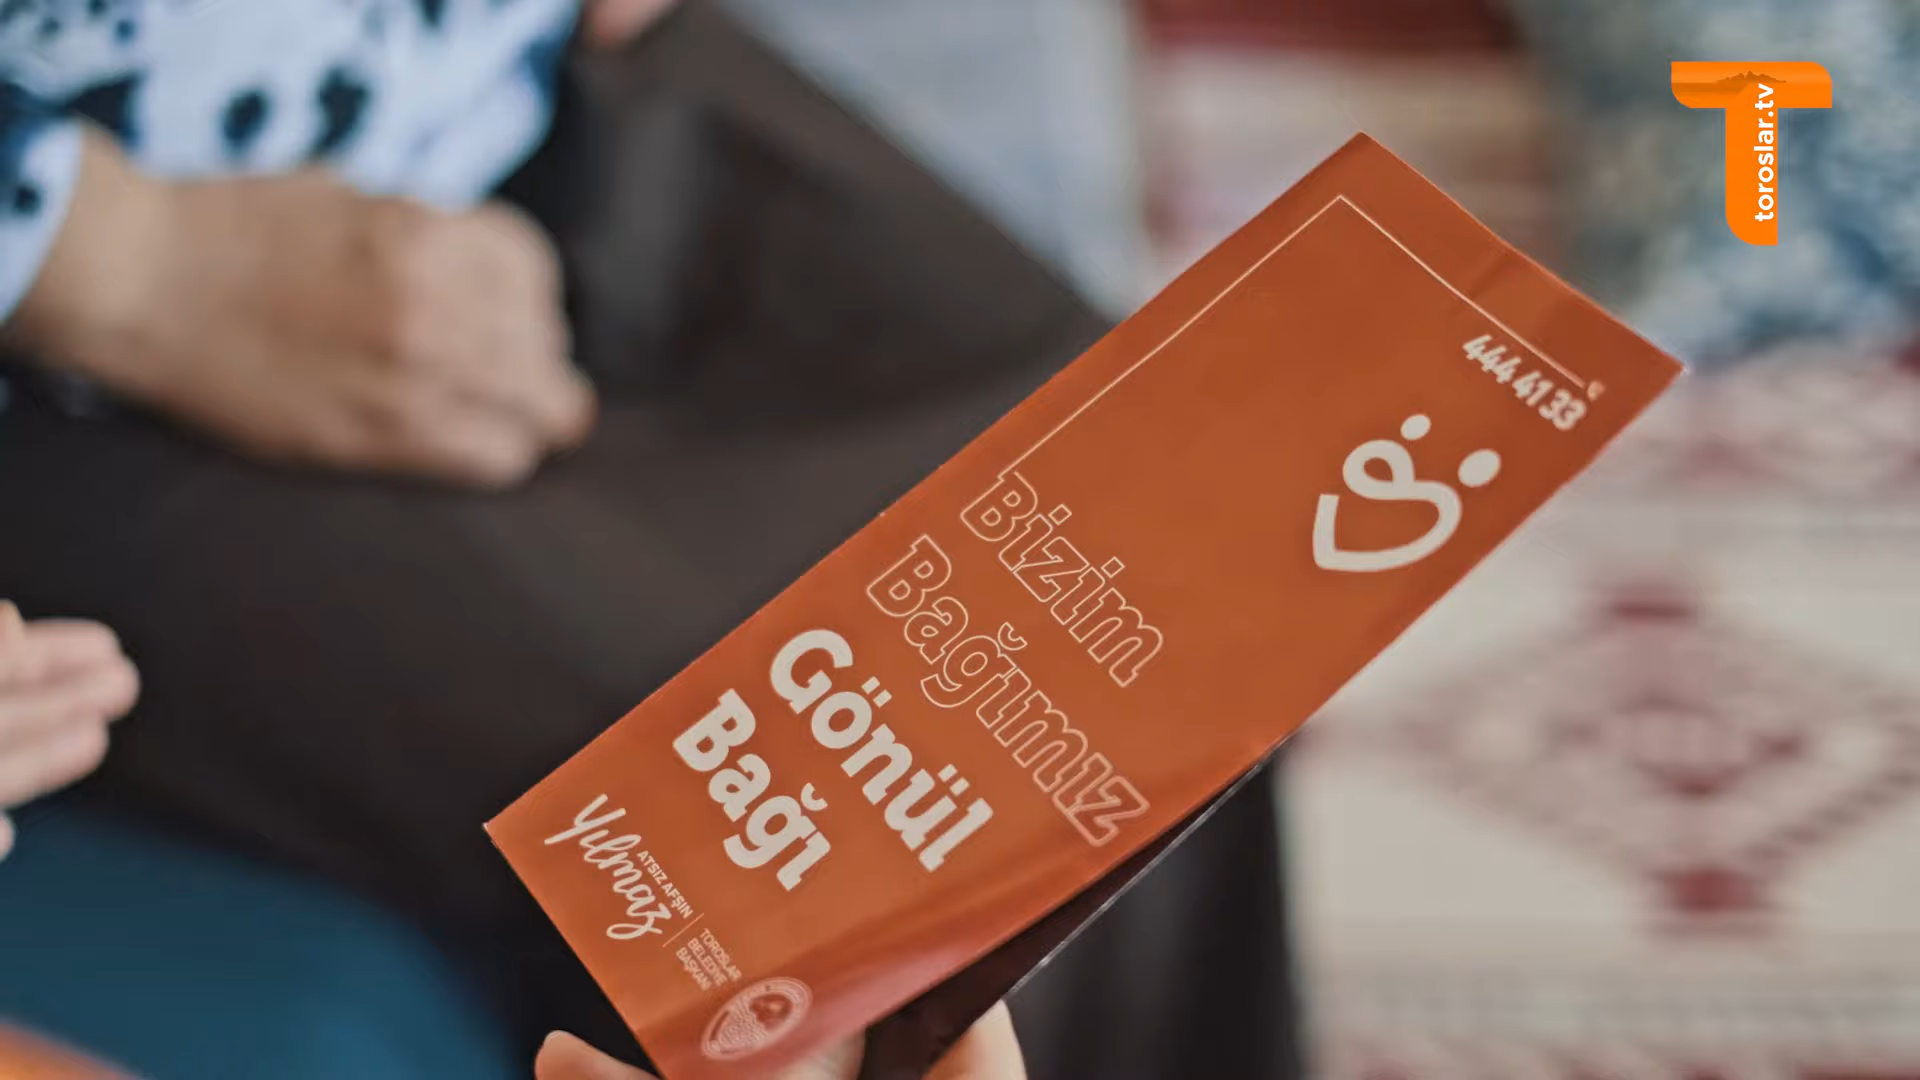 toroslar.tv
444 41 33
Bizim
Bağımız
Gönül
Bağı
ATSIZ AFŞİN
Yılmaz
TOROSLAR
BELEDİYE
BAŞKANI